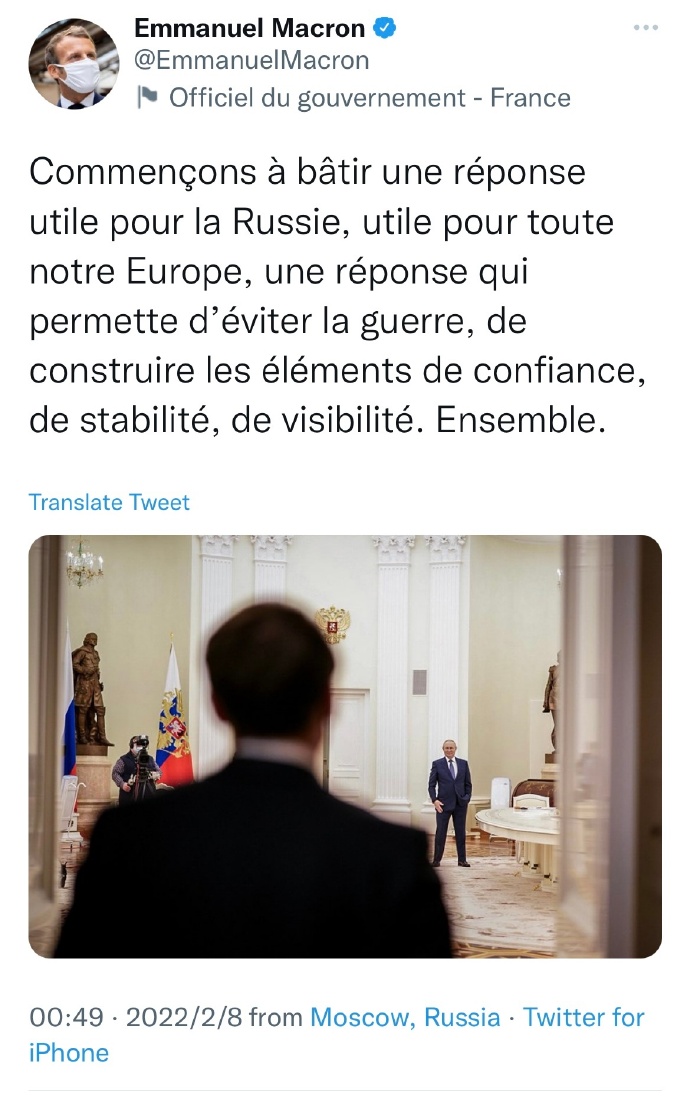 Emmanuel Macron
@EmmanuelMacron
Officiel du gouvernement - France
Commençons à bâtir une réponse
utile pour la Russie, utile pour toute
notre Europe, une réponse qui
permette d’éviter la guerre, de
construire les éléments de confiance,
de stabilité, de visibilité. Ensemble.
Translate Tweet
00:49 · 2022/2/8 from Moscow, Russia · Twitter for
iPhone